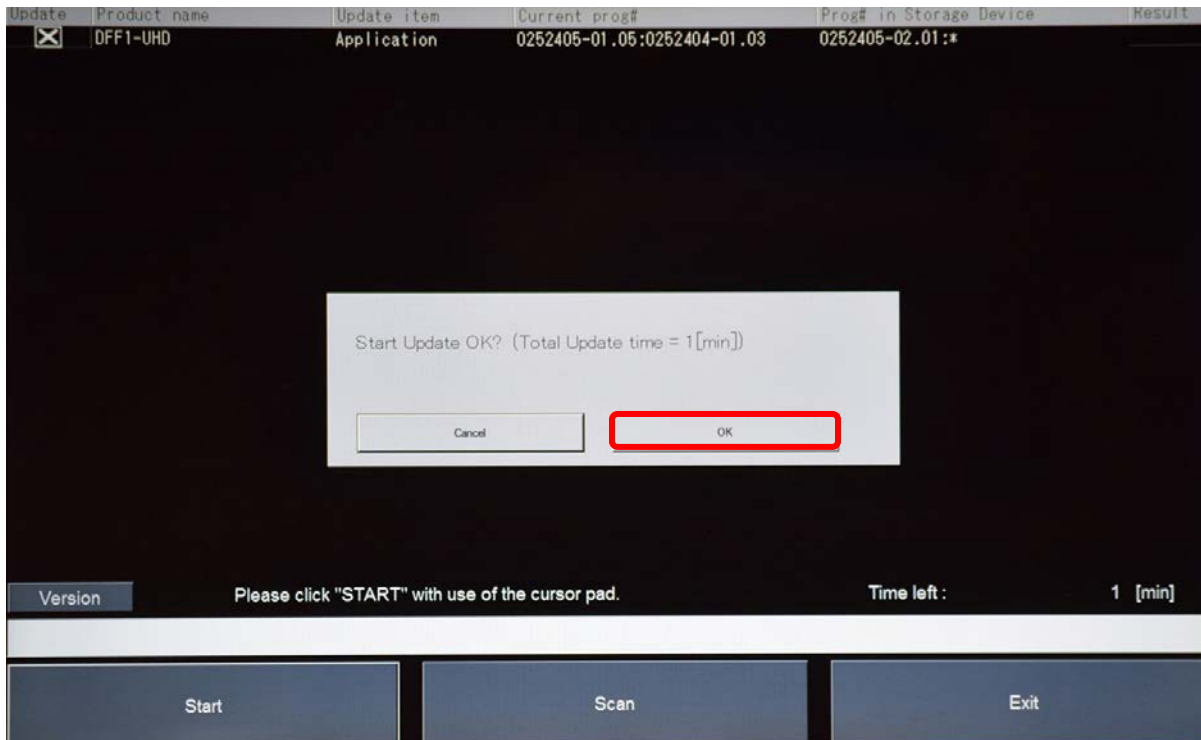 Update Product name Update item Current prog# Prog# in Storage Device Result
DFF1-UHD Application 0252405-01.05:0252404-01.03 0252405-02.01:*
Start Update OK? (Total Update time = 1[min])
Cancel OK
Version Please click "START" with use of the cursor pad. Time left : 1 [min]
Start Scan Exit